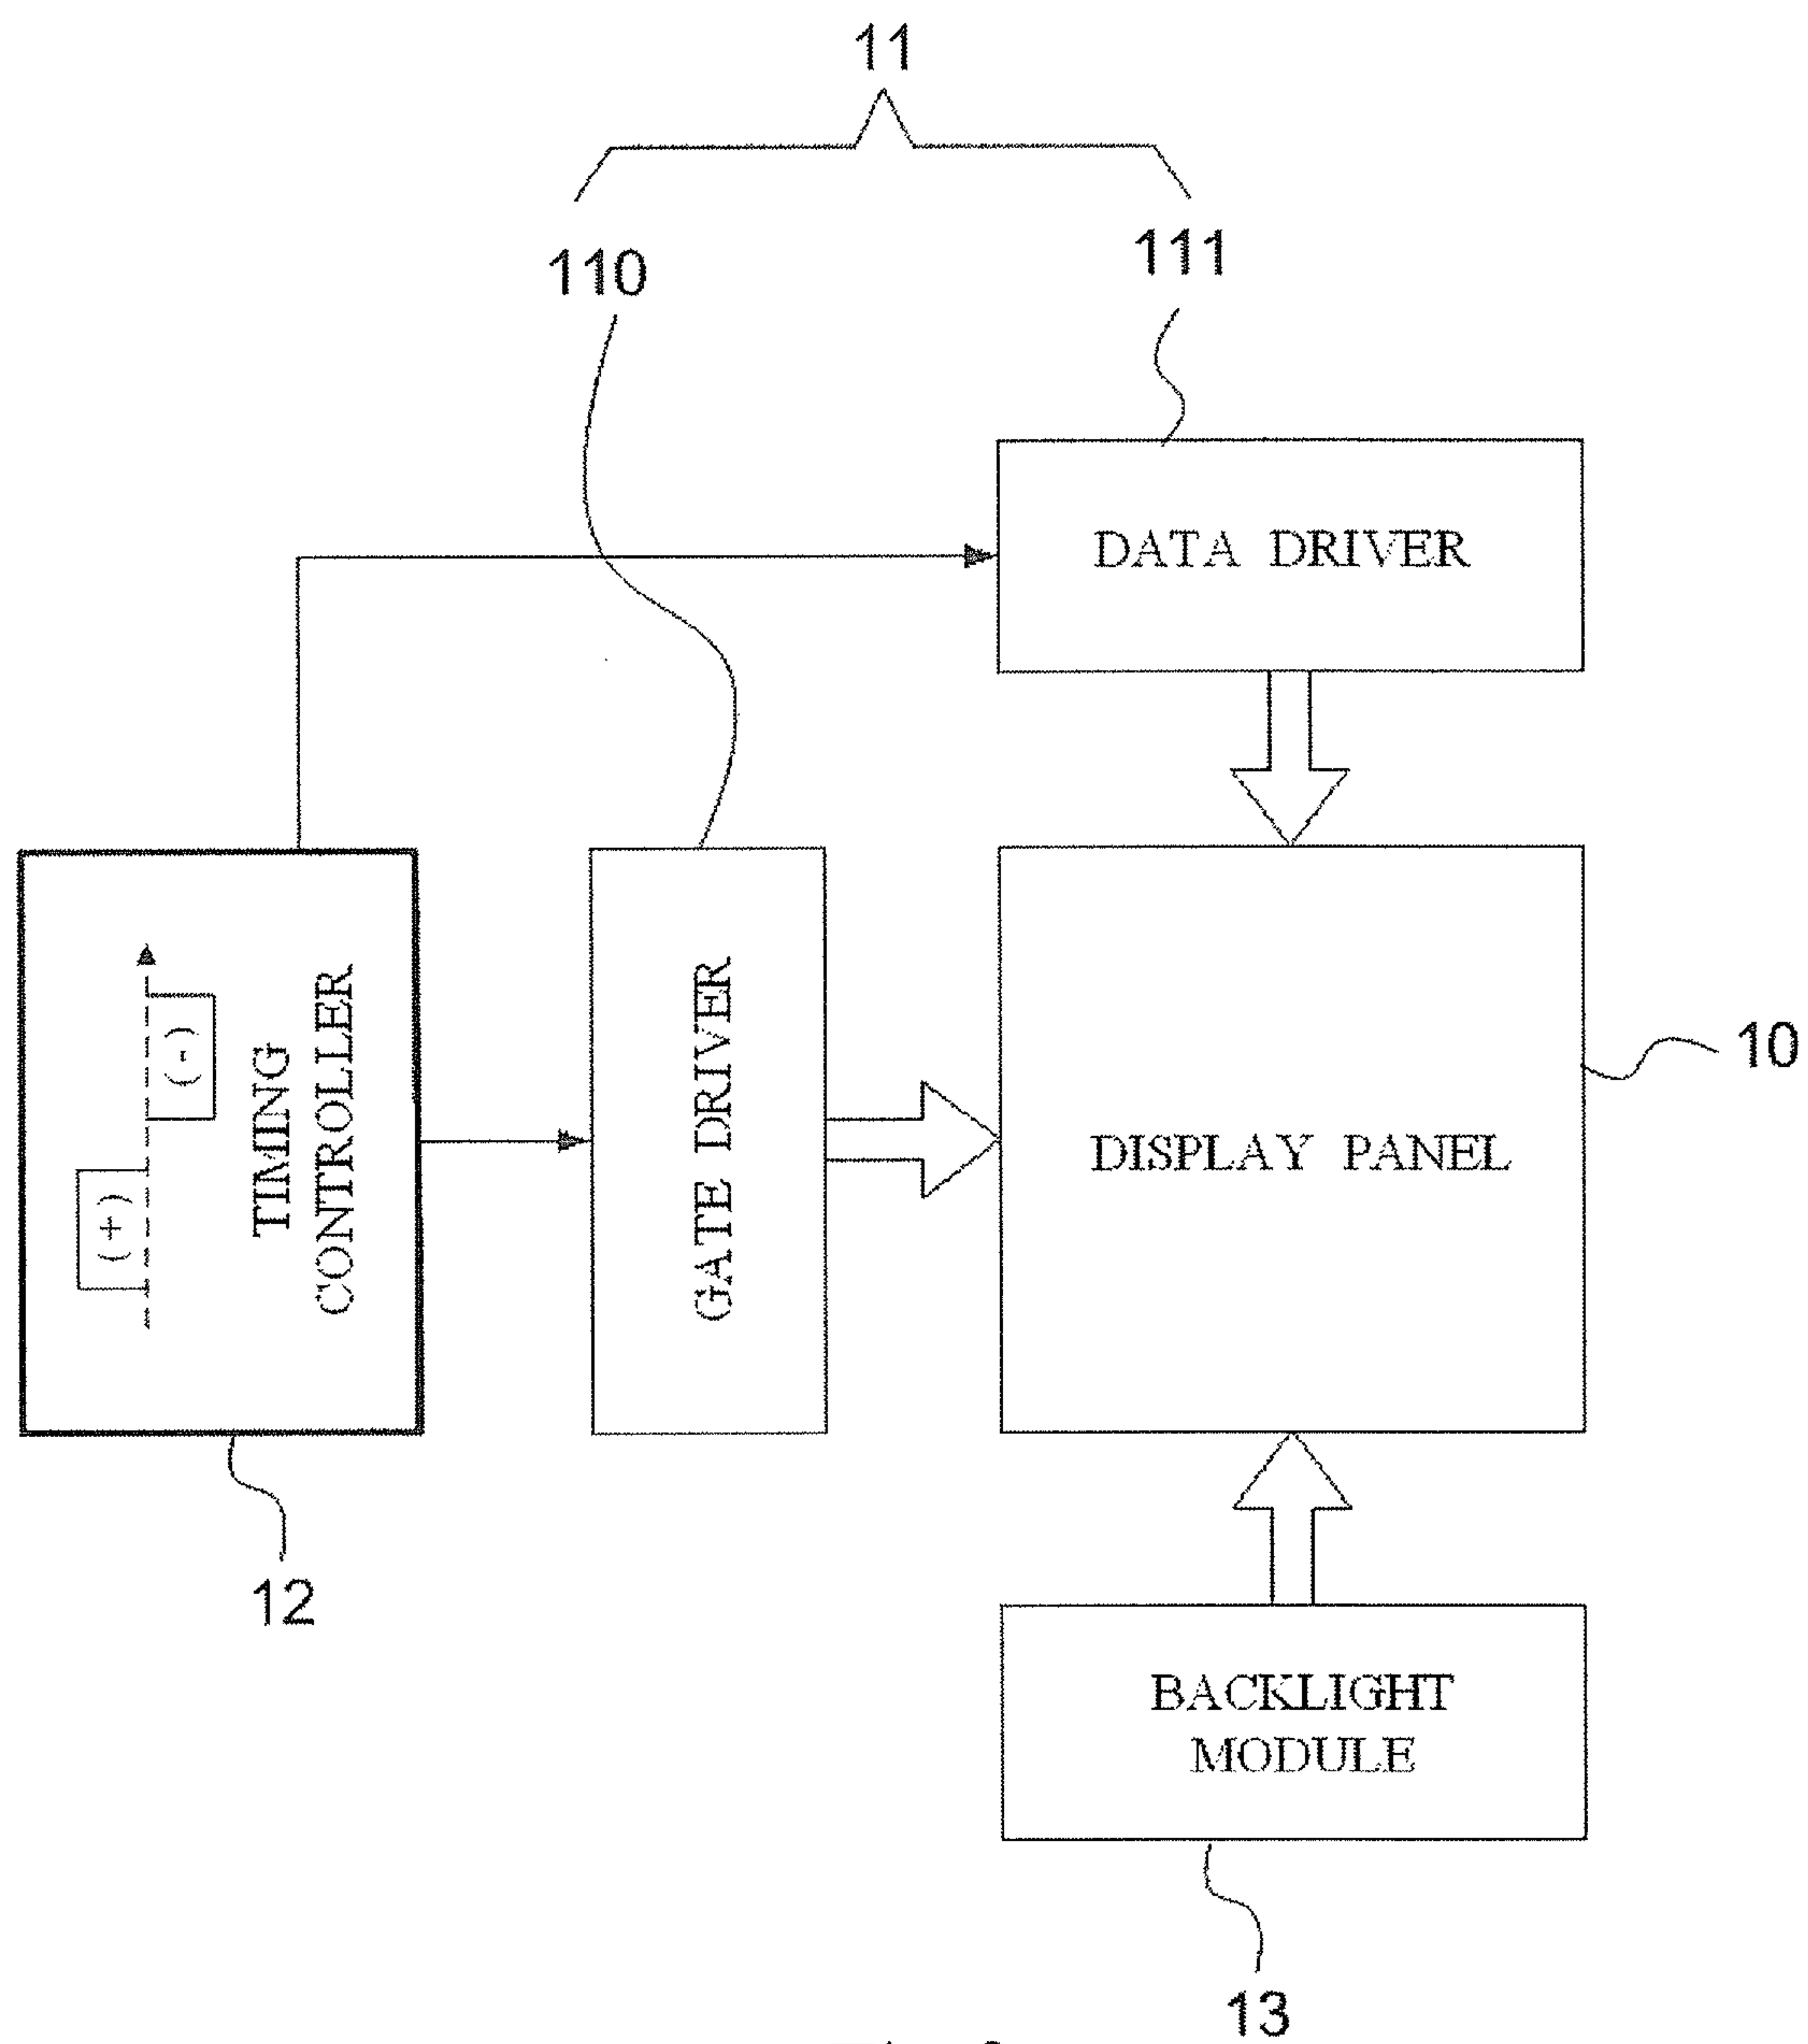 11
110
111
DATA DRIVER
(+)
(-)
TIMING
CONTROLLER
GATE DRIVER
DISPLAY PANEL
10
12
BACKLIGHT
MODULE
13